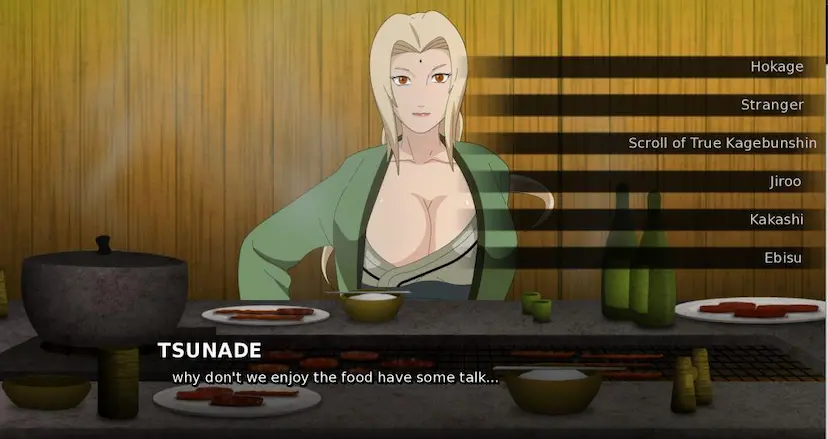 Hokage
Stranger
Scroll of True Kagebunshin
Jiroo
Kakashi
Ebisu
TSUNADE
why don't we enjoy the food have some talk...